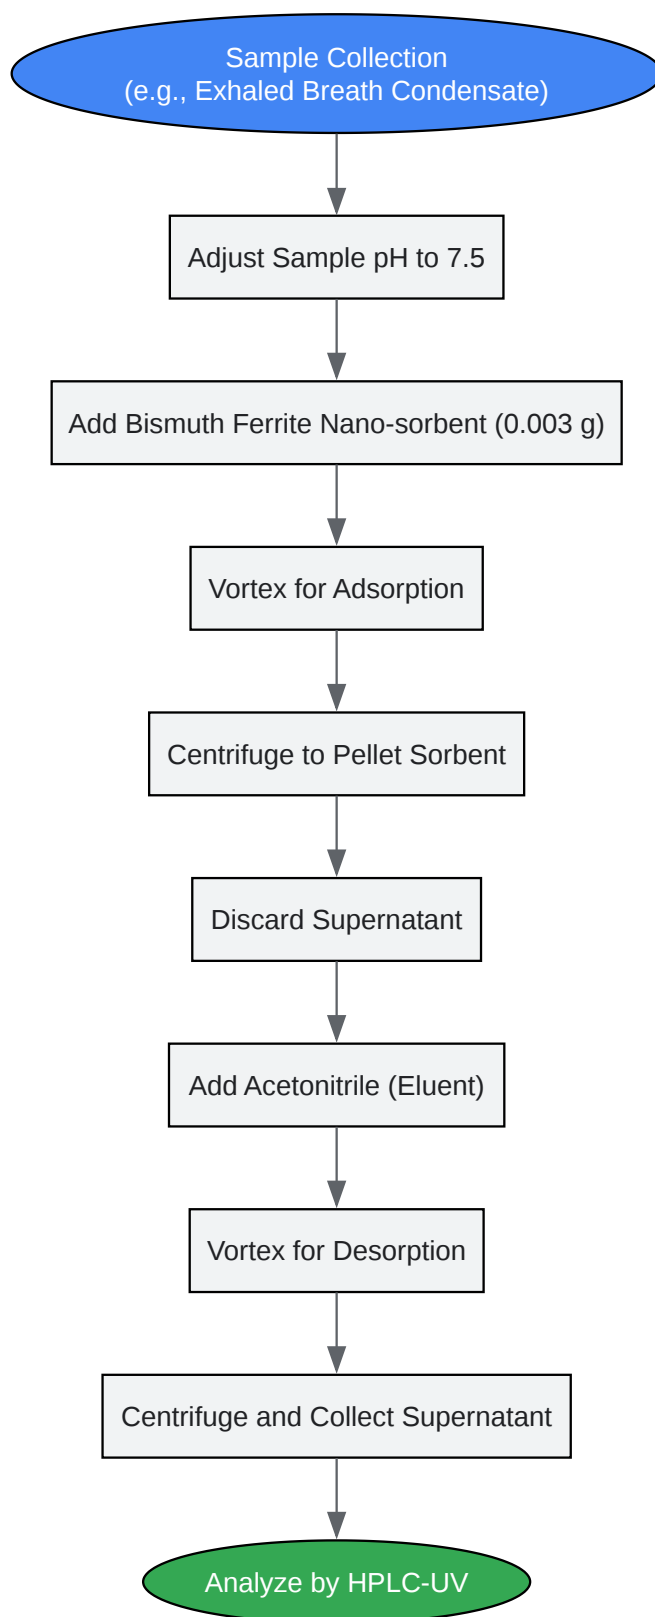 Sample Collection
(e.g., Exhaled Breath Condensate)
Adjust Sample pH to 7.5
Add Bismuth Ferrite Nano-sorbent (0.003 g)
Vortex for Adsorption
Centrifuge to Pellet Sorbent
Discard Supernatant
Add Acetonitrile (Eluent)
Vortex for Desorption
Centrifuge and Collect Supernatant
Analyze by HPLC-UV